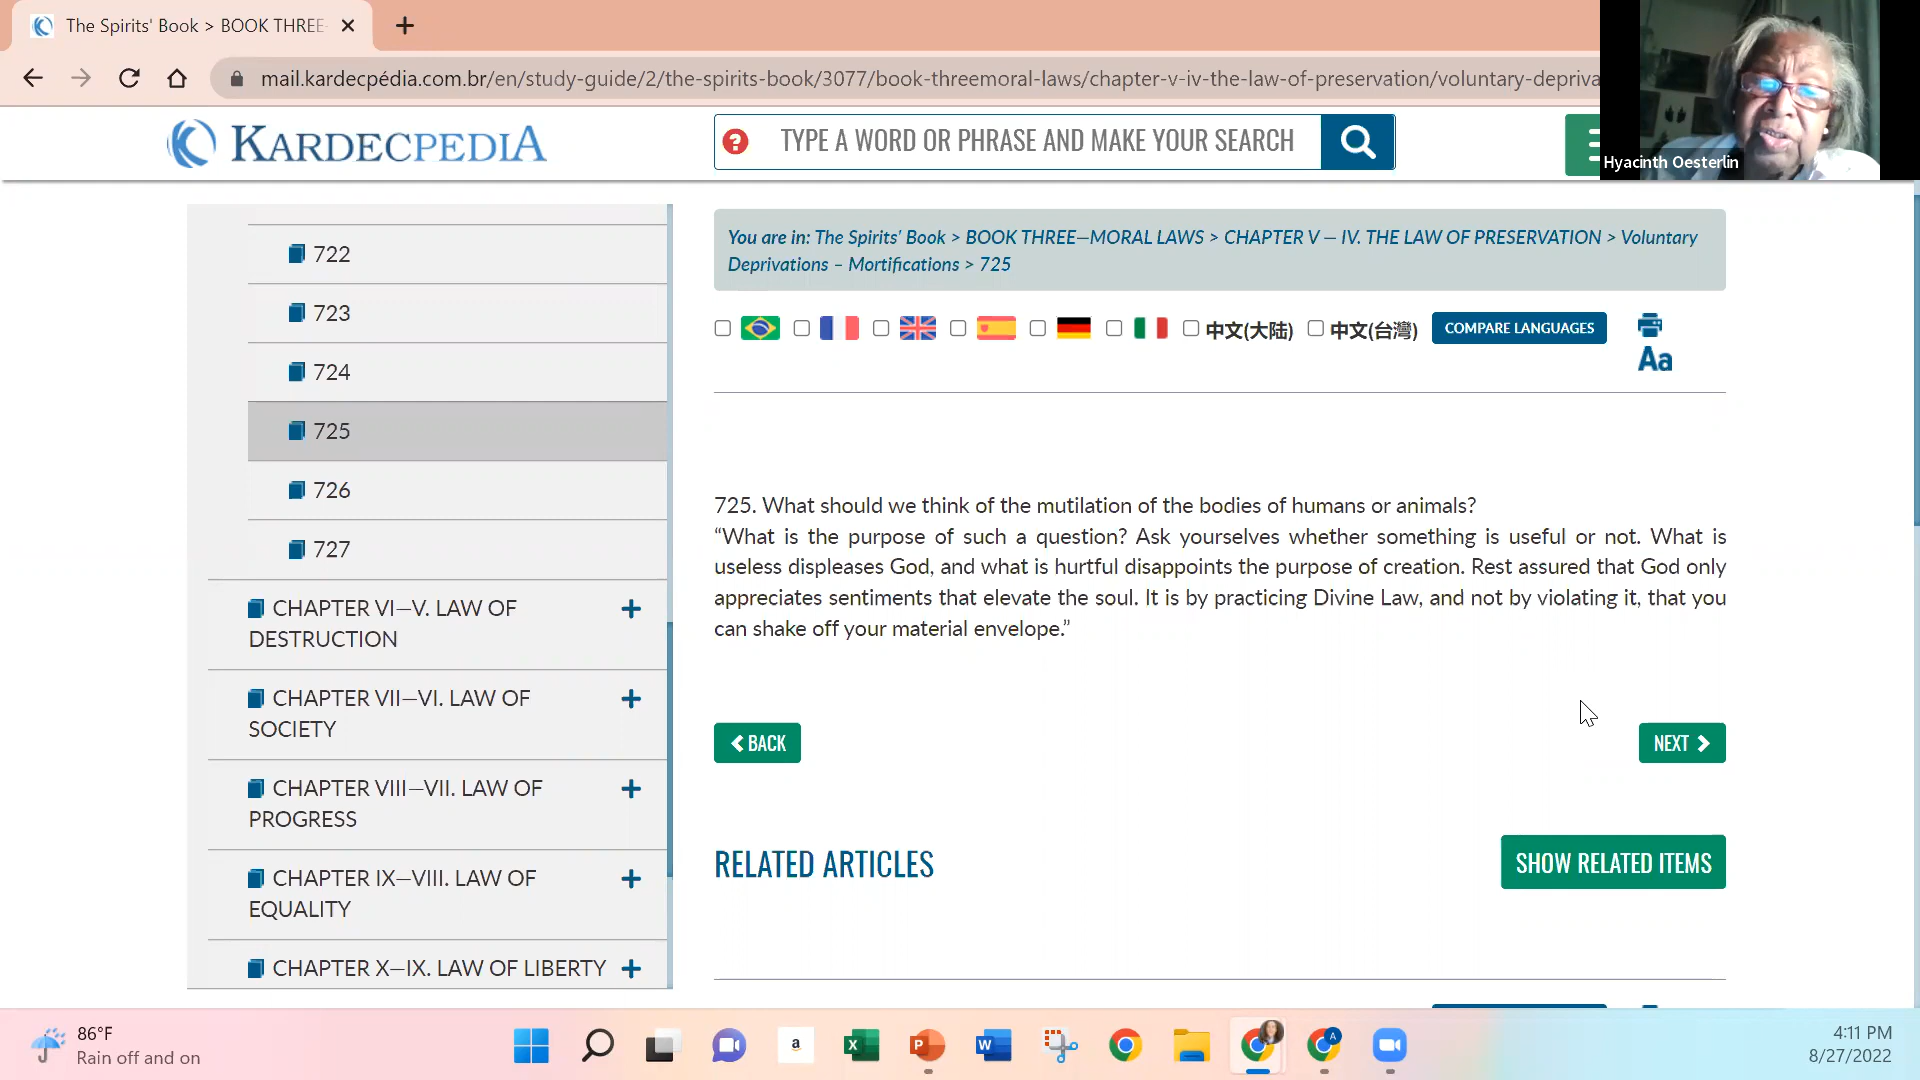 The Spirits' Book > BOOK THREE
mail.kardecpédia.com.br/en/study-guide/2/the-spirits-book/3077/book-threemoral-laws/chapter-v-iv-the-law-of-preservation/voluntary-depriva
KARDECPEDIA
TYPE A WORD OR PHRASE AND MAKE YOUR SEARCH
Hyacinth Oesterlin
722
723
724
725
726
727
CHAPTER VI—V. LAW OF
DESTRUCTION
CHAPTER VII—VI. LAW OF
SOCIETY
CHAPTER VIII—VII. LAW OF
PROGRESS
CHAPTER IX—VIII. LAW OF
EQUALITY
CHAPTER X—IX. LAW OF LIBERTY
You are in: The Spirits' Book > BOOK THREE—MORAL LAWS > CHAPTER V — IV. THE LAW OF PRESERVATION > Voluntary
Deprivations – Mortifications > 725
中文(大陆) 中文(台灣) COMPARE LANGUAGES
Aa
725. What should we think of the mutilation of the bodies of humans or animals?
“What is the purpose of such a question? Ask yourselves whether something is useful or not. What is
useless displeases God, and what is hurtful disappoints the purpose of creation. Rest assured that God only
appreciates sentiments that elevate the soul. It is by practicing Divine Law, and not by violating it, that you
can shake off your material envelope.”
BACK
NEXT
RELATED ARTICLES
SHOW RELATED ITEMS
86°F
Rain off and on
4:11 PM
8/27/2022